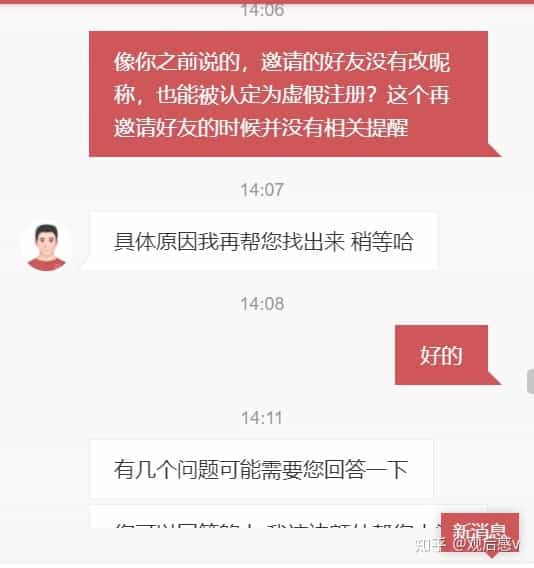 14:06
像你之前说的，邀请的好友没有改昵
称，也能被认定为虚假注册？这个再
邀请好友的时候并没有相关提醒
14:07
具体原因我再帮您找出来 稍等哈
14:08
好的
14:11
有几个问题可能需要您回答一下
新消息
知乎 @观后感v